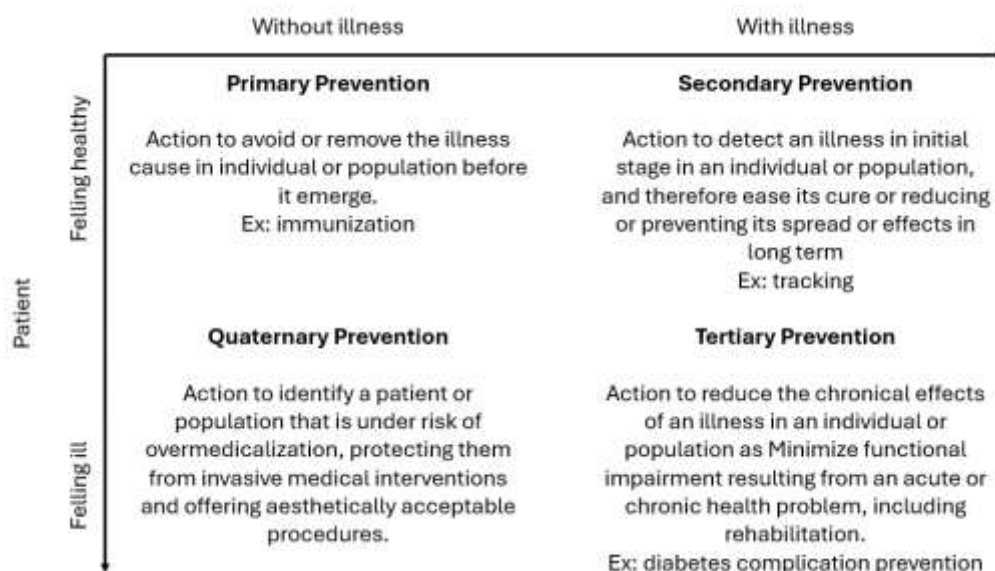 Without illness
With illness
Patient
Felling healthy
Primary Prevention
Action to avoid or remove the illness
cause in individual or population before
it emerge.
Ex: immunization
Secondary Prevention
Action to detect an illness in initial
stage in an individual or population,
and therefore ease its cure or reducing
or preventing its spread or effects in
long term
Ex: tracking
Felling ill
Quaternary Prevention
Action to identify a patient or
population that is under risk of
overmedicalization, protecting them
from invasive medical interventions
and offering aesthetically acceptable
procedures.
Tertiary Prevention
Action to reduce the chronical effects
of an illness in an individual or
population as Minimize functional
impairment resulting from an acute or
chronic health problem, including
rehabilitation.
Ex: diabetes complication prevention